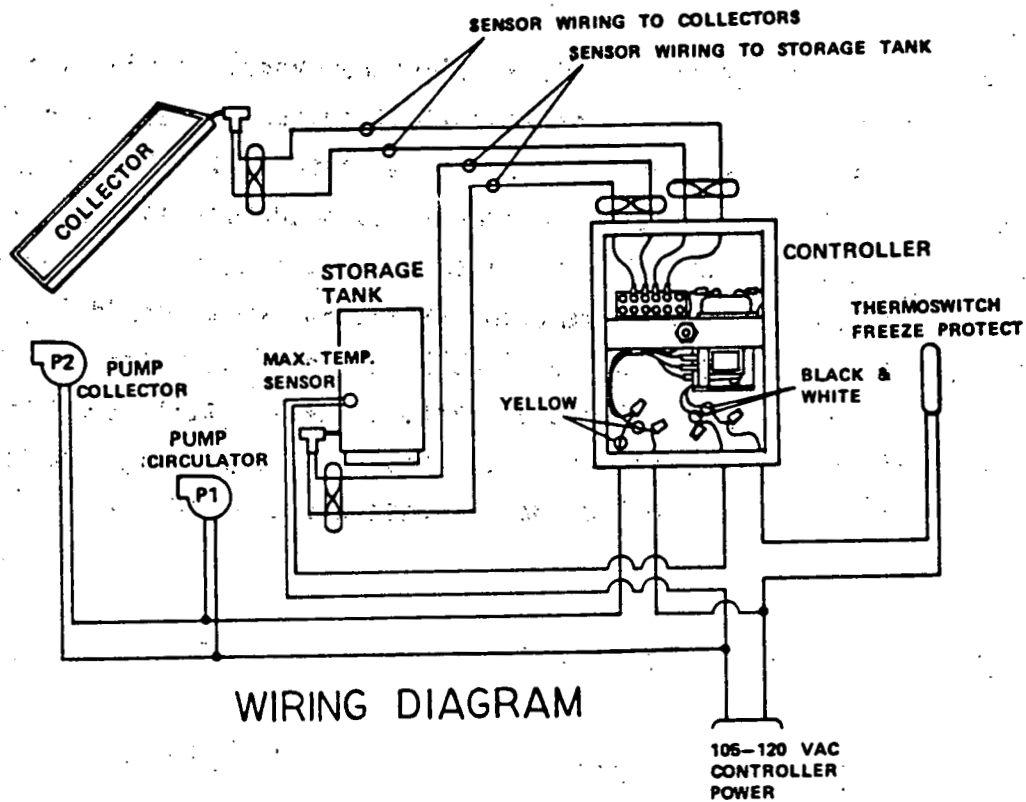 SENSOR WIRING TO COLLECTORS
SENSOR WIRING TO STORAGE TANK
COLLECTOR
CONTROLLER
STORAGE
TANK
THERMOSWITCH
FREEZE PROTECT
P2
PUMP
COLLECTOR
MAX. TEMP.
SENSOR
BLACK &
WHITE
YELLOW
PUMP
CIRCULATOR
P1
WIRING DIAGRAM
105-120 VAC
CONTROLLER
POWER